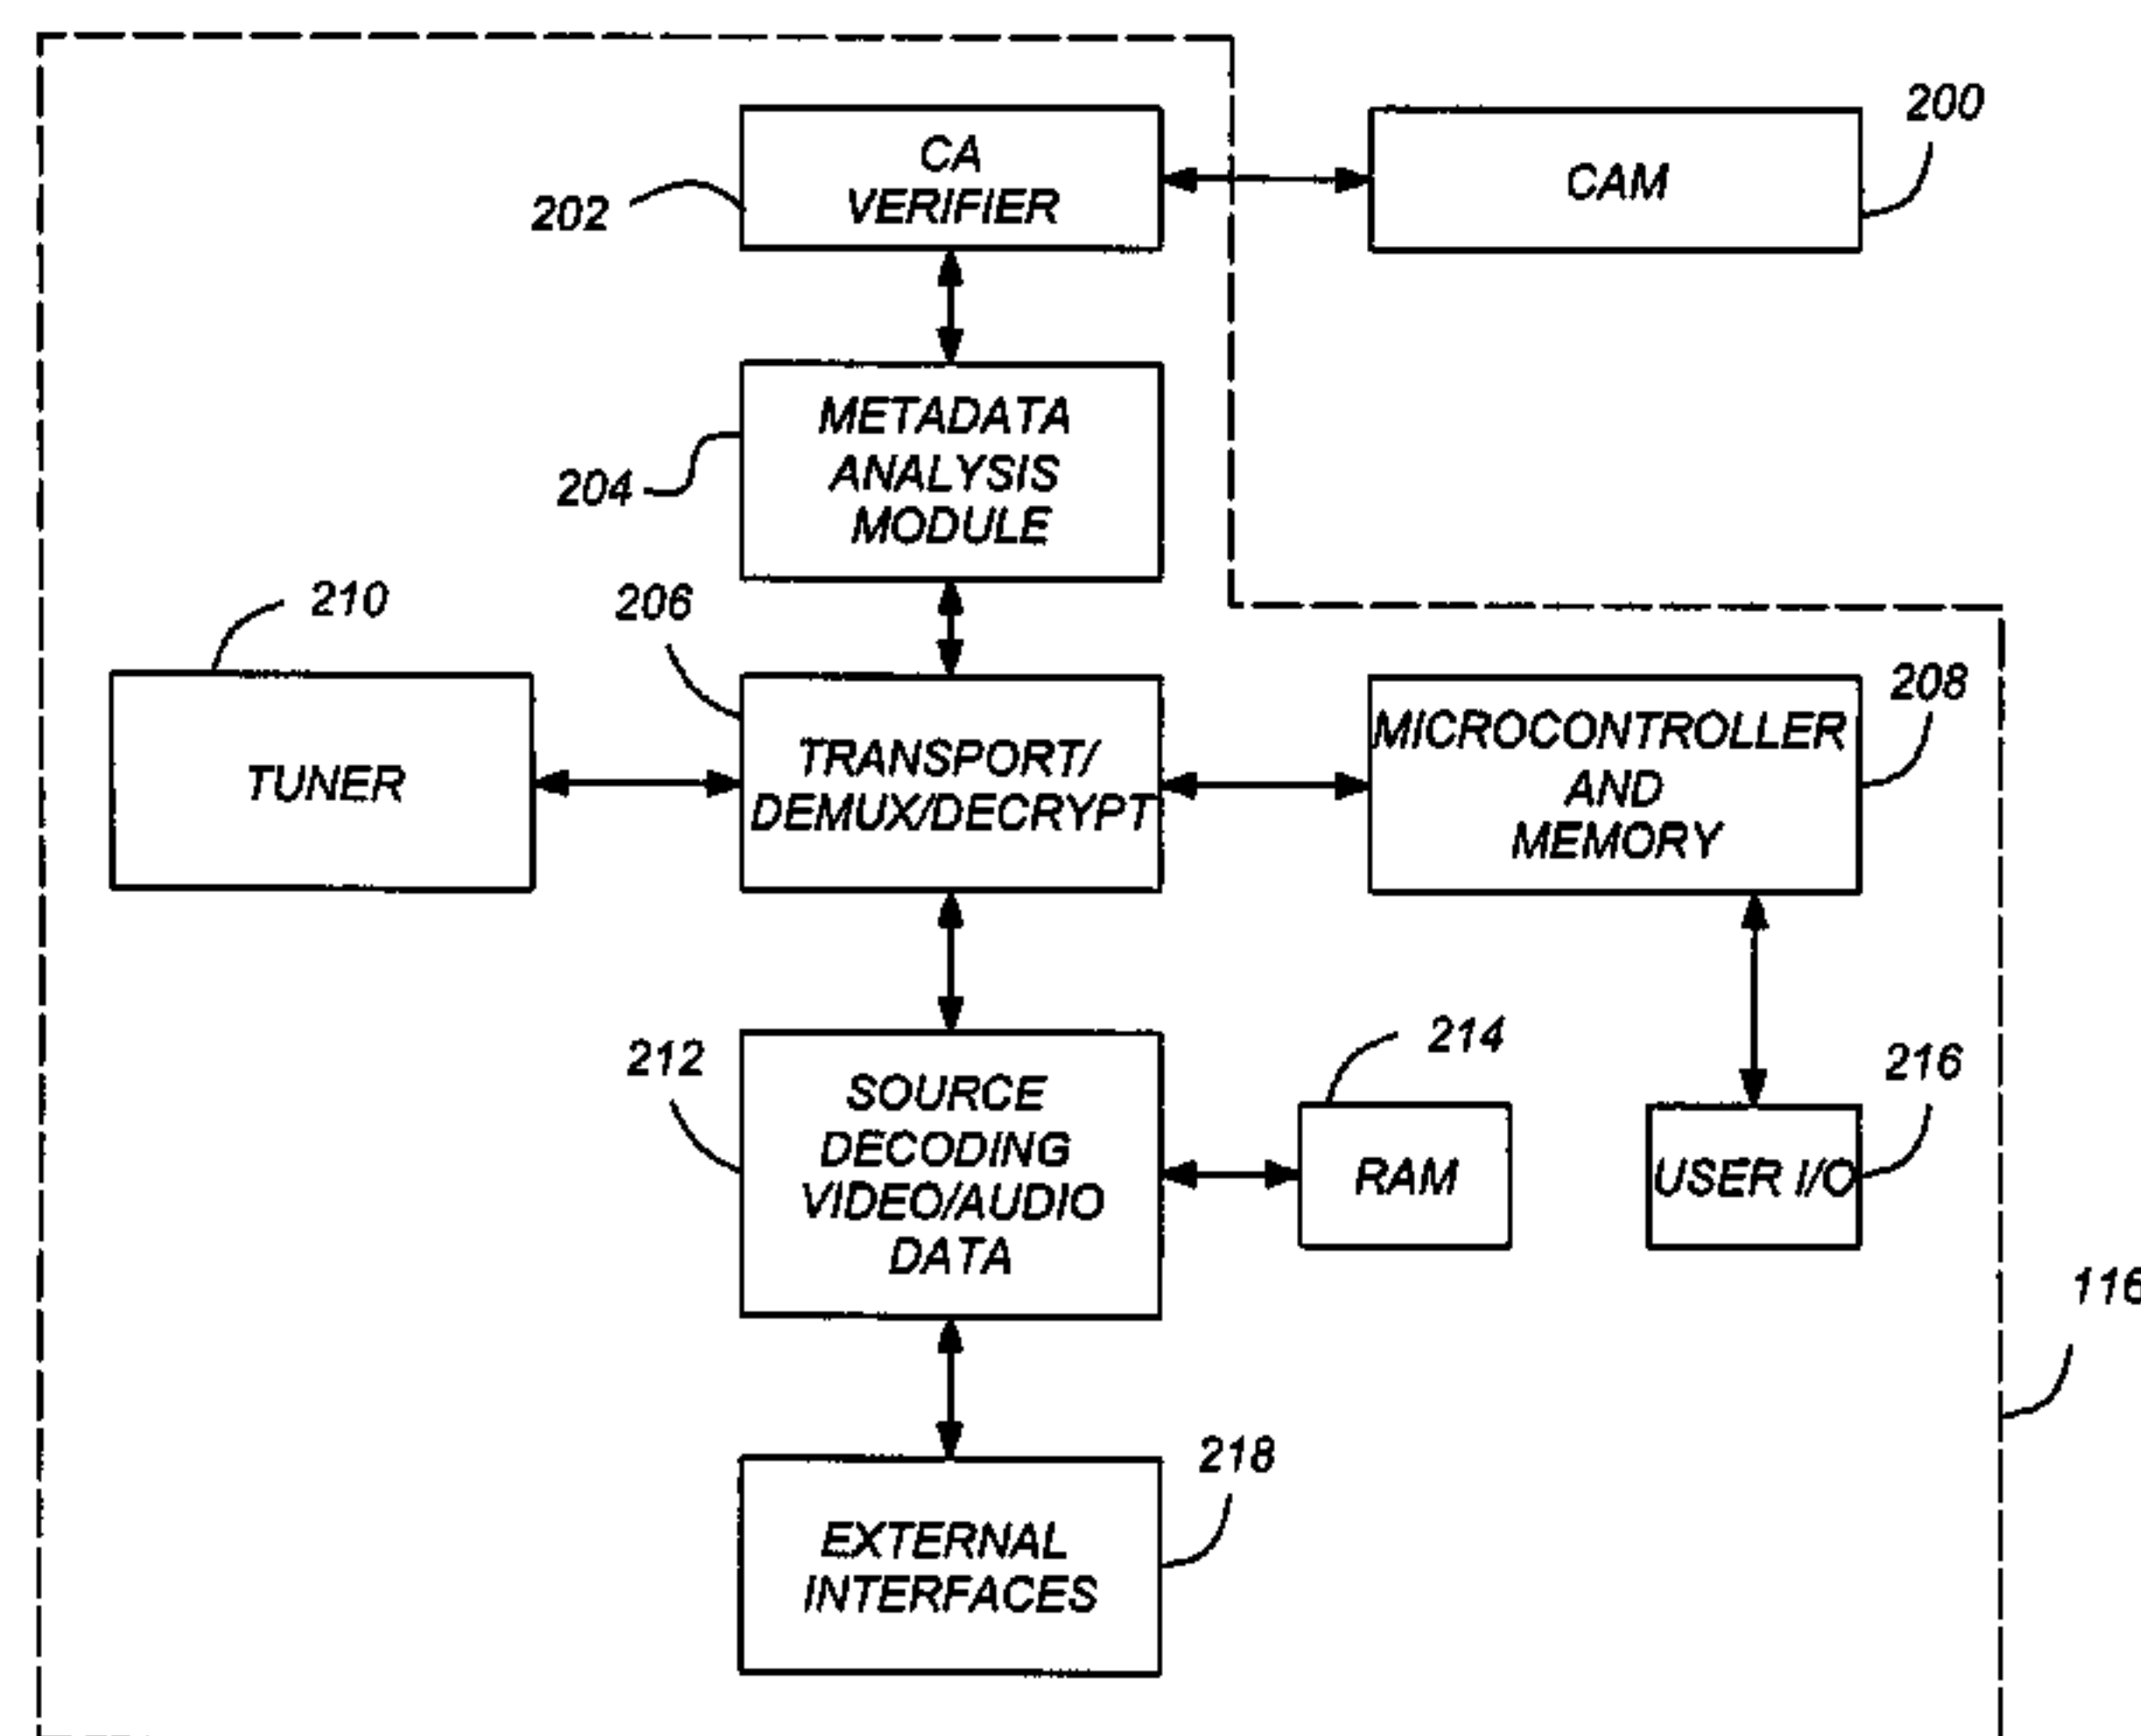 CA
VERIFIER
202
CAM
200
METADATA
ANALYSIS
MODULE
204
210
206
TUNER
TRANSPORT/
DEMUX/DECRYPT
MICROCONTROLLER
AND
MEMORY
208
212
SOURCE
DECODING
VIDEO/AUDIO
DATA
214
RAM
216
USER I/O
116
218
EXTERNAL
INTERFACES